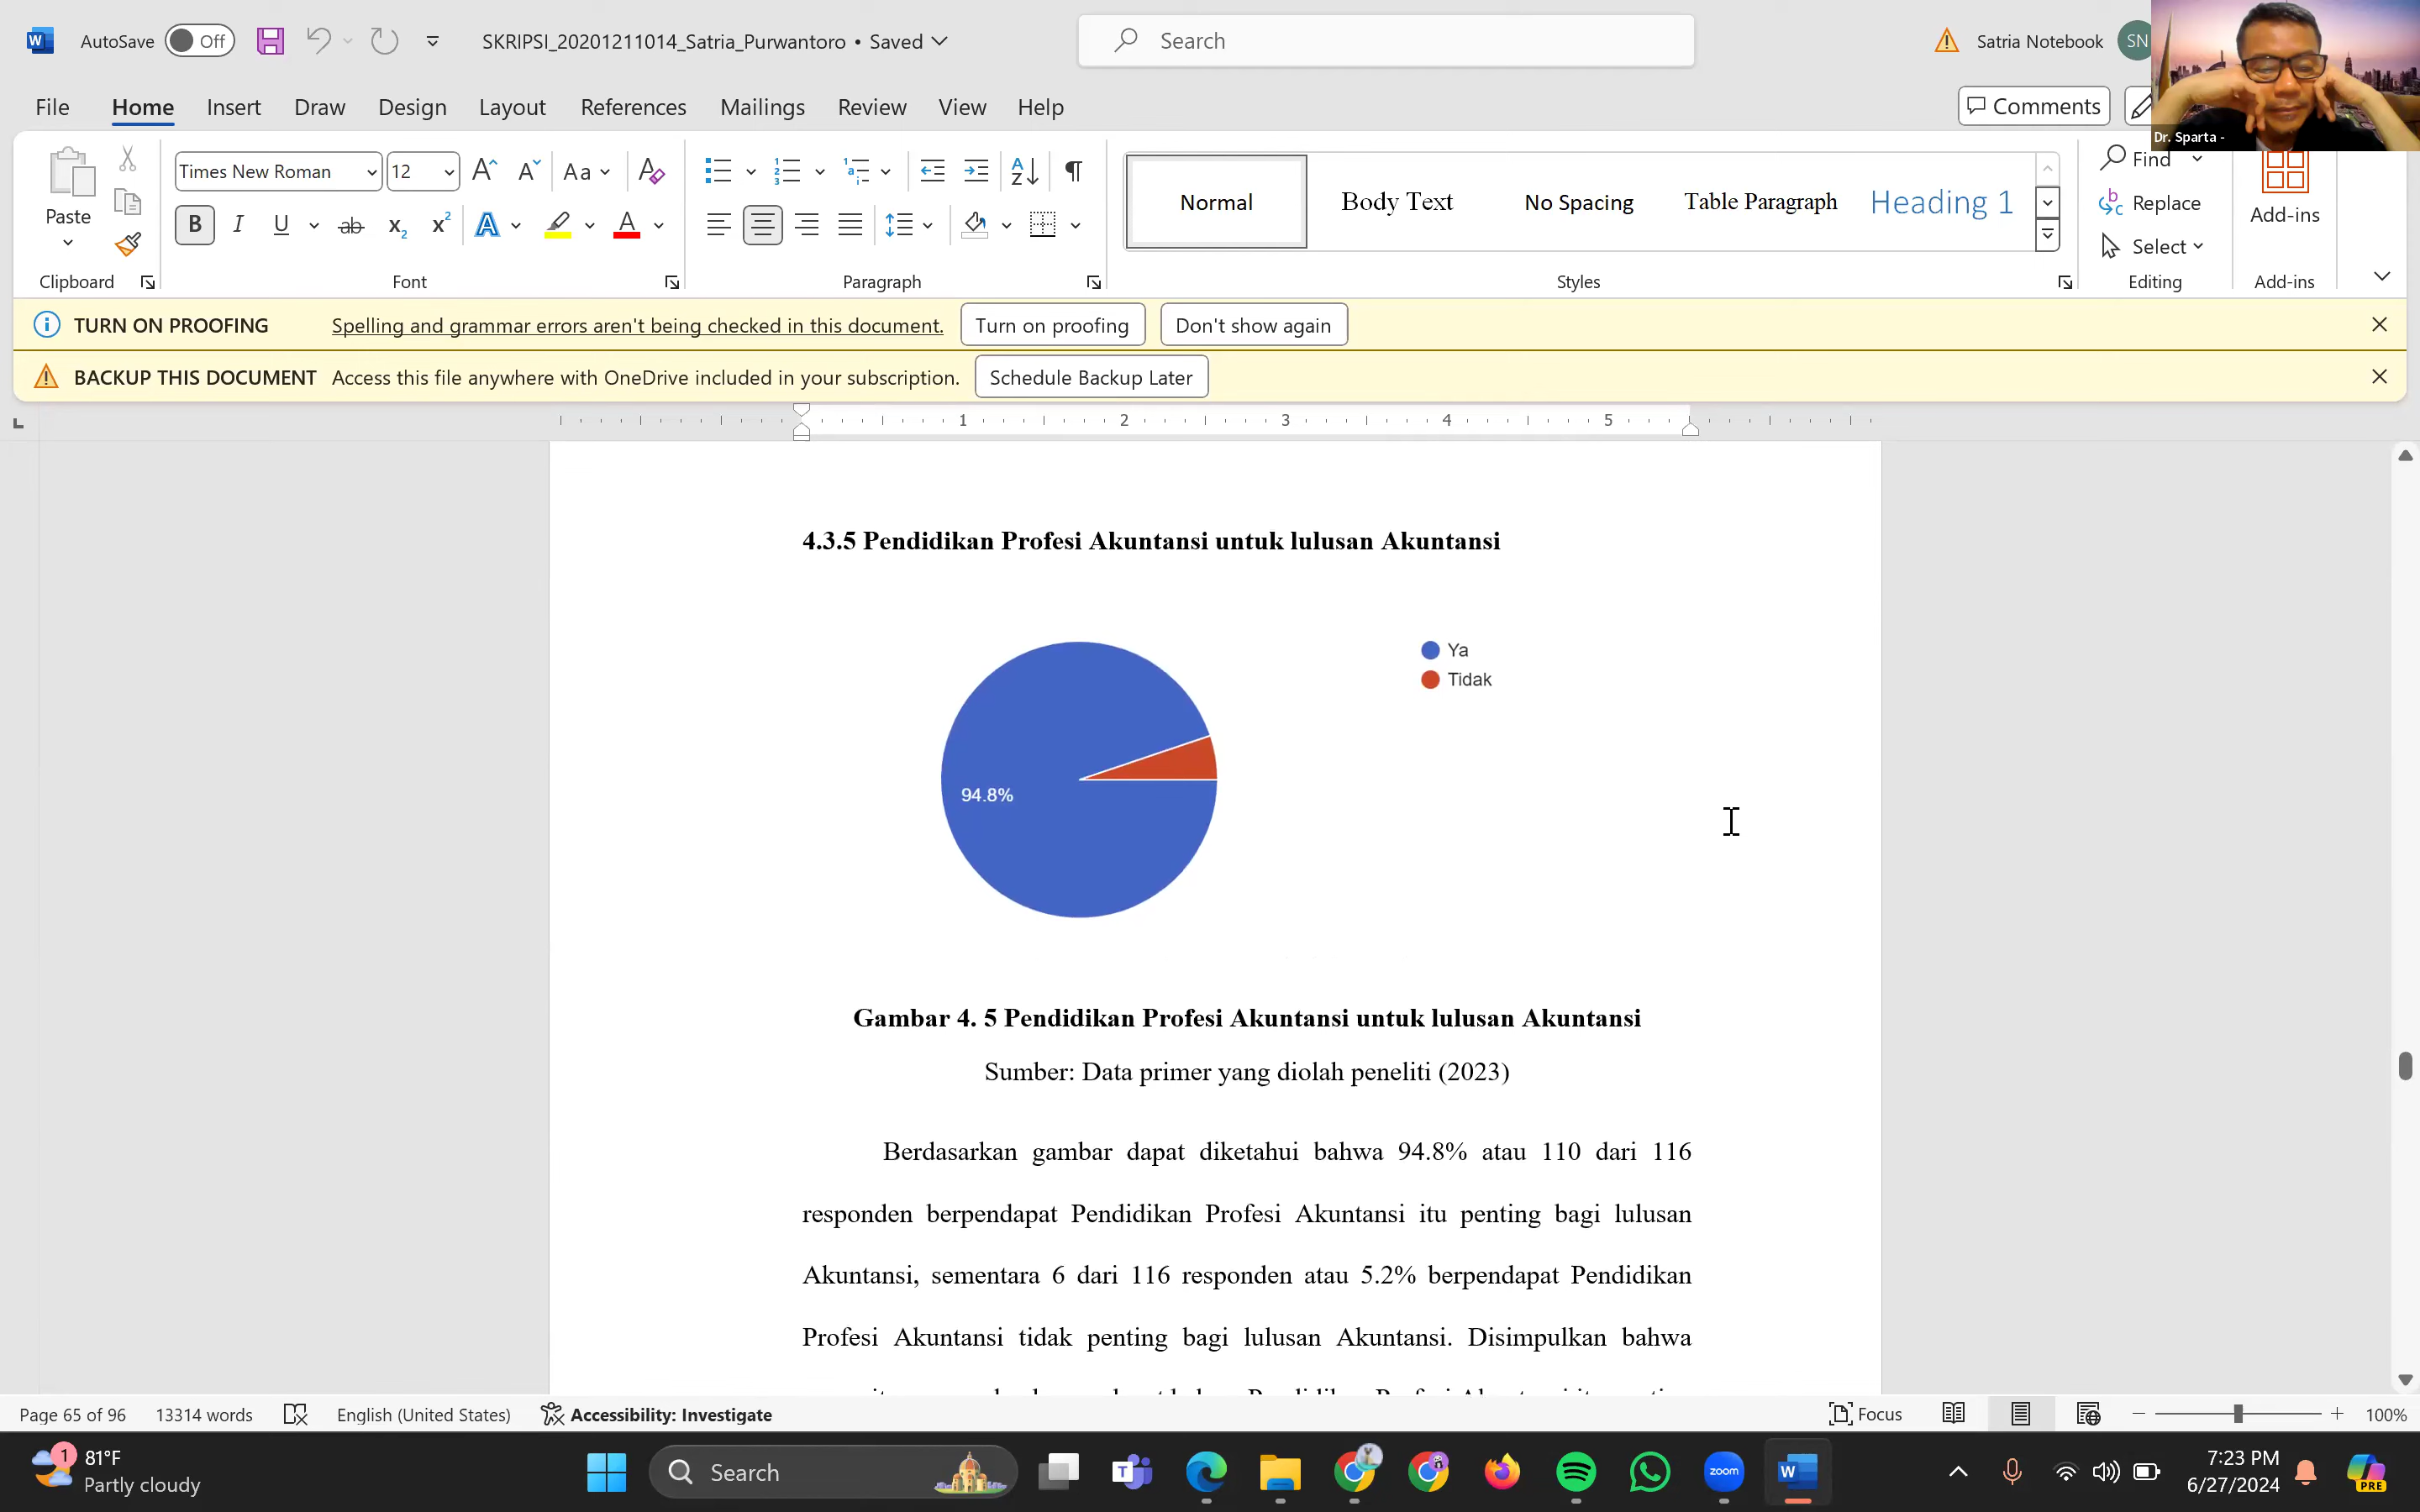 AutoSave Off SKRIPSI_20201211014_Satria_Purwantoro • Saved Search Satria Notebook SN
File Home Insert Draw Design Layout References Mailings Review View Help Comments
Dr. Sparta -
Paste Times New Roman 12 Aa Normal Body Text No Spacing Table Paragraph Heading 1 Find Replace Select Add-ins
Clipboard Font Paragraph Styles Editing Add-ins
TURN ON PROOFING Spelling and grammar errors aren't being checked in this document. Turn on proofing Don't show again
BACKUP THIS DOCUMENT Access this file anywhere with OneDrive included in your subscription. Schedule Backup Later
1 2 3 4 5
4.3.5 Pendidikan Profesi Akuntansi untuk lulusan Akuntansi
Ya
Tidak
94.8%
Gambar 4. 5 Pendidikan Profesi Akuntansi untuk lulusan Akuntansi
Sumber: Data primer yang diolah peneliti (2023)
Berdasarkan gambar dapat diketahui bahwa 94.8% atau 110 dari 116
responden berpendapat Pendidikan Profesi Akuntansi itu penting bagi lulusan
Akuntansi, sementara 6 dari 116 responden atau 5.2% berpendapat Pendidikan
Profesi Akuntansi tidak penting bagi lulusan Akuntansi. Disimpulkan bahwa
Page 65 of 96 13314 words English (United States) Accessibility: Investigate Focus 100%
1 81°F
Partly cloudy
Search
zoom
7:23 PM
6/27/2024
PRE